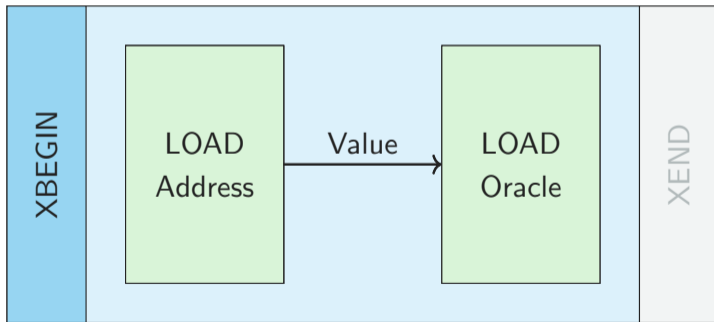 XBEGIN
LOAD
Address
Value
LOAD
Oracle
XEND